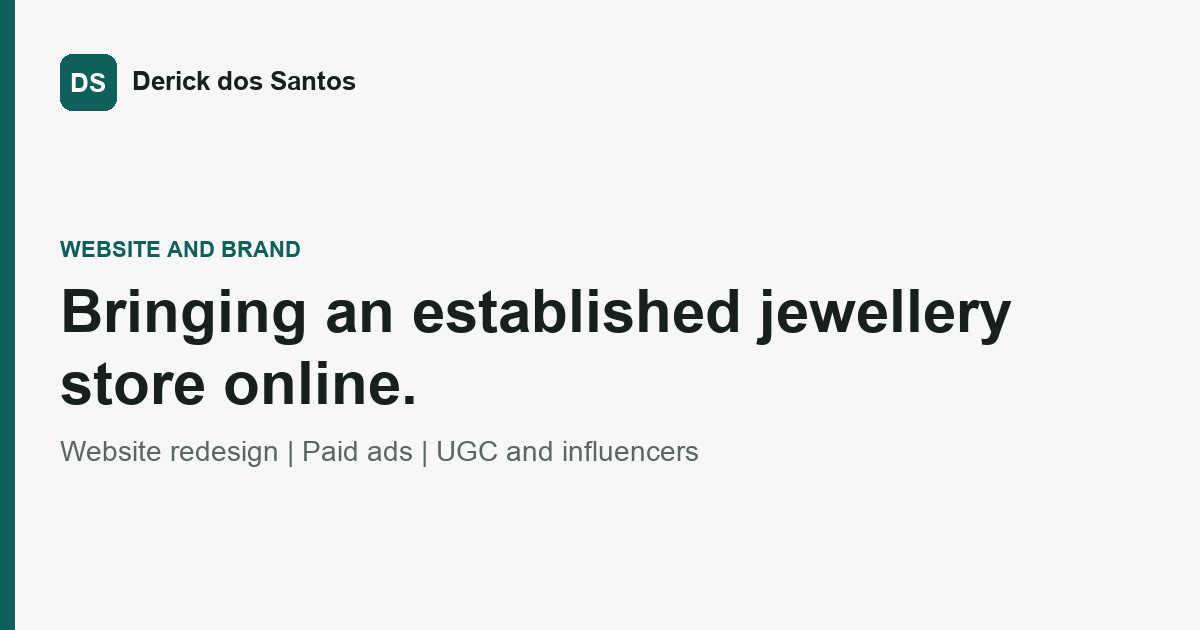 DS
Derick dos Santos
WEBSITE AND BRAND
Bringing an established jewellery
store online.
Website redesign | Paid ads | UGC and influencers